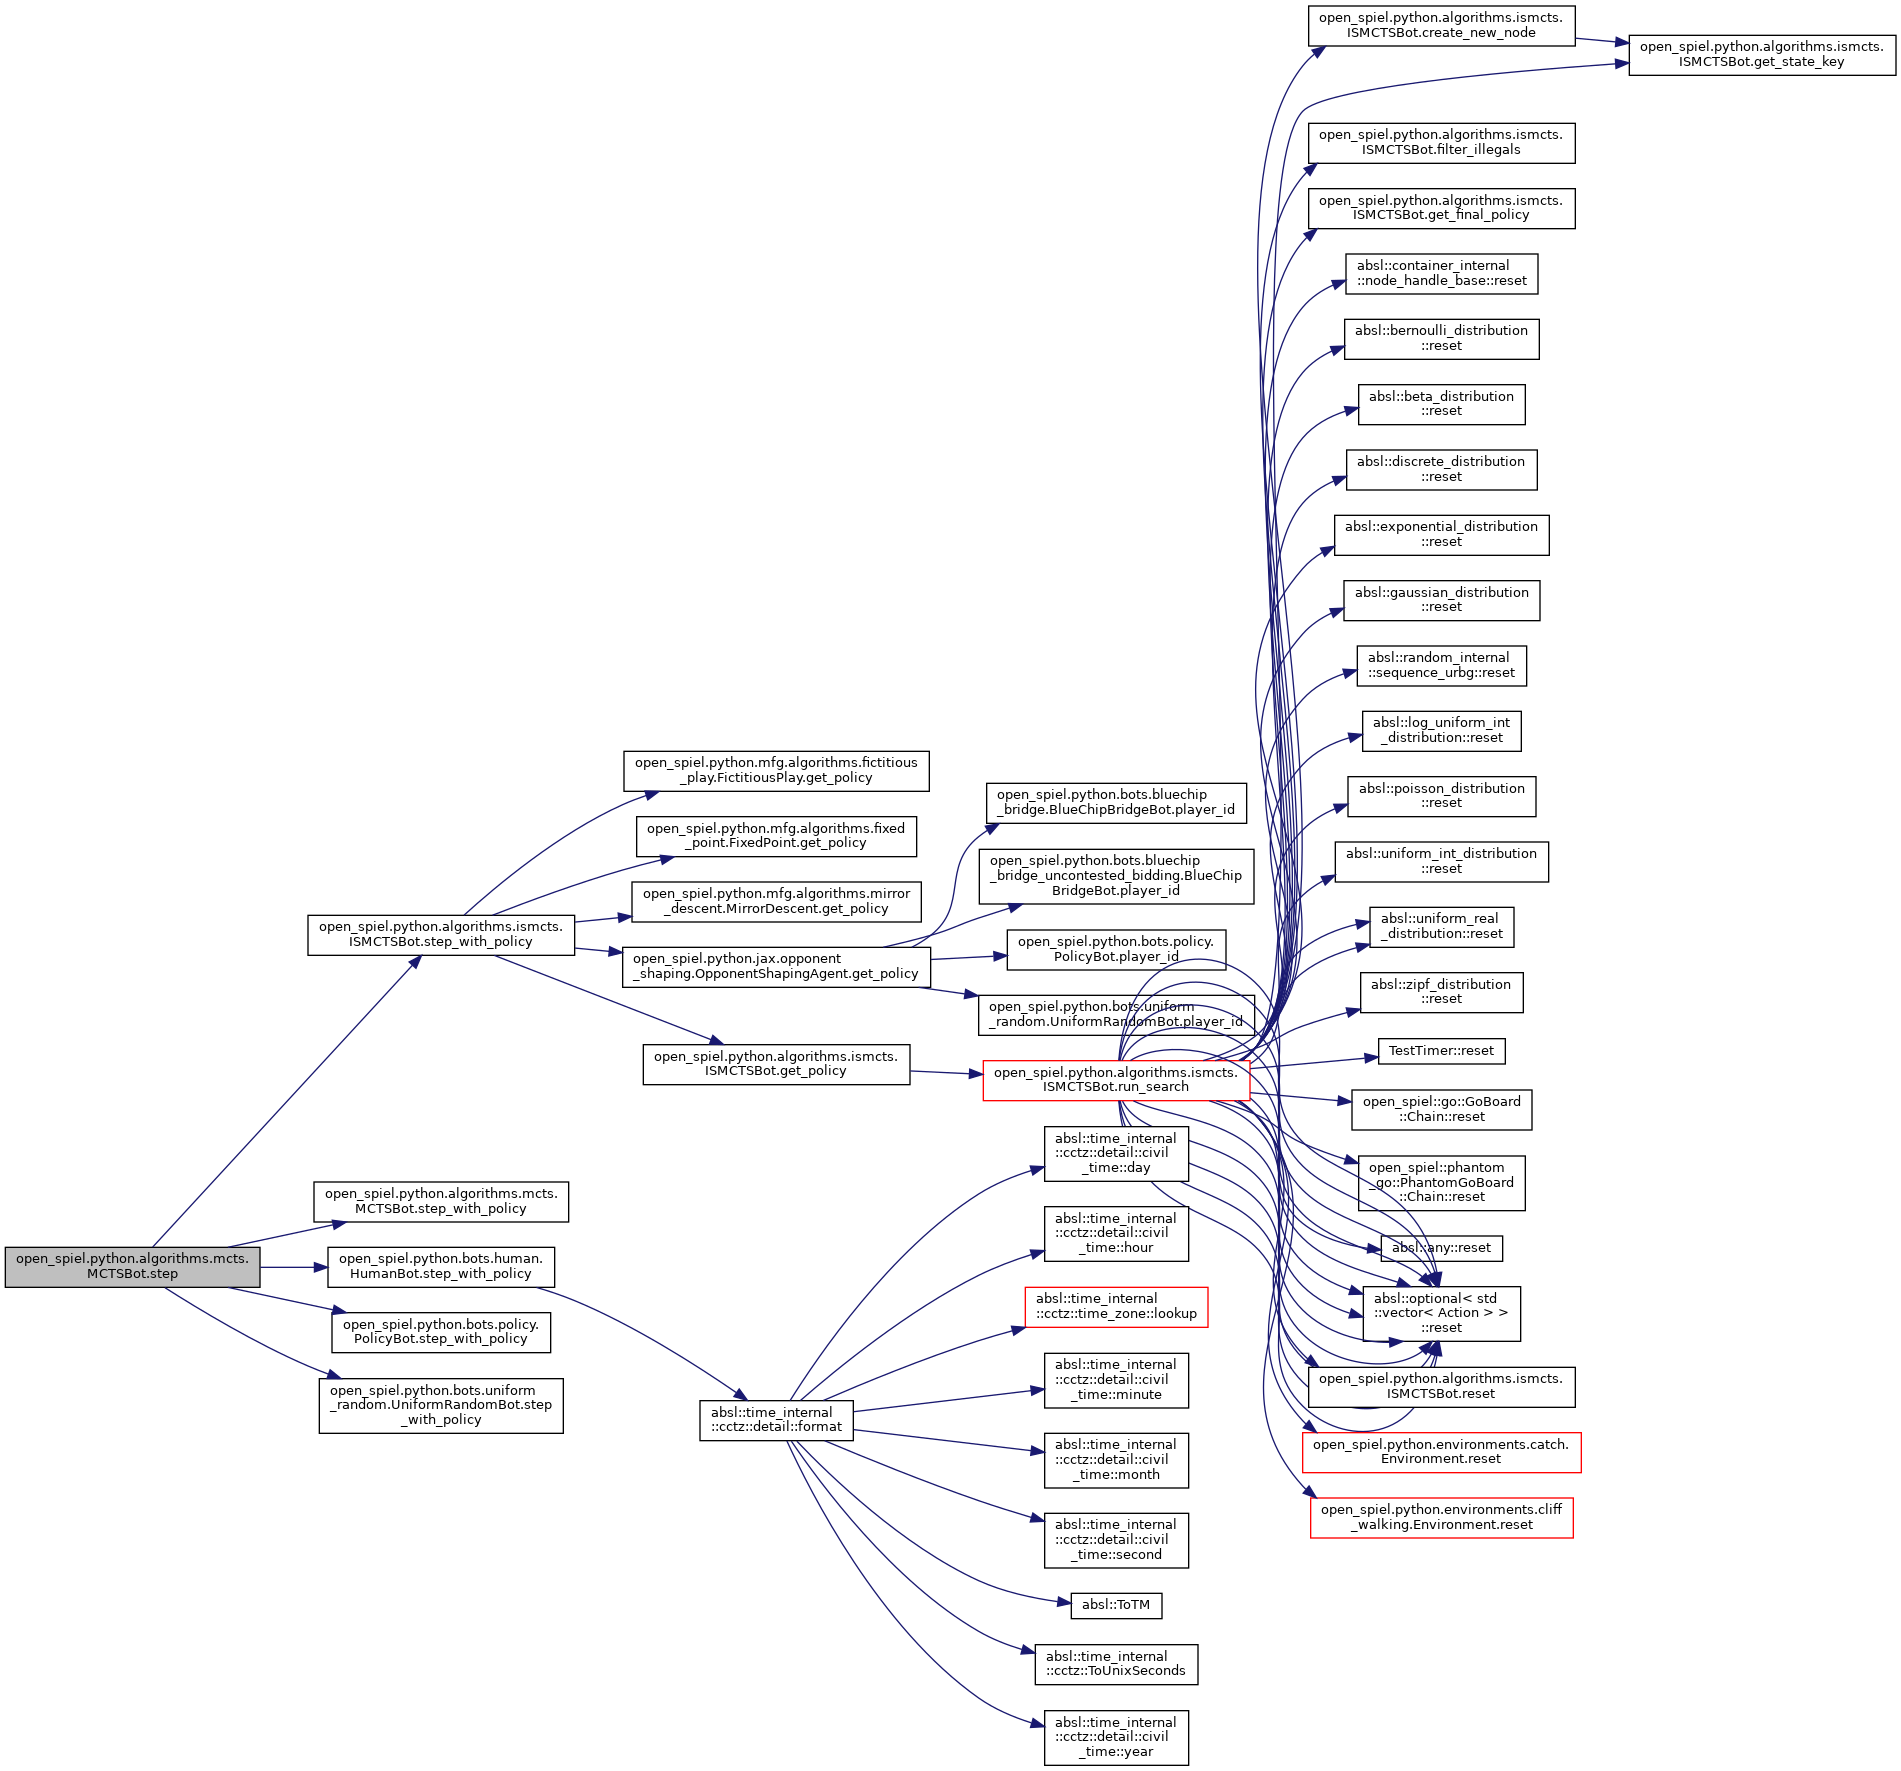 open_spiel.python.algorithms.mcts.
MCTSBot.step
open_spiel.python.algorithms.ismcts.
ISMCTSBot.step_with_policy
open_spiel.python.algorithms.mcts.
MCTSBot.step_with_policy
open_spiel.python.bots.human.
HumanBot.step_with_policy
open_spiel.python.bots.policy.
PolicyBot.step_with_policy
open_spiel.python.bots.uniform
_random.UniformRandomBot.step
_with_policy
open_spiel.python.mfg.algorithms.fictitious
_play.FictitiousPlay.get_policy
open_spiel.python.mfg.algorithms.fixed
_point.FixedPoint.get_policy
open_spiel.python.mfg.algorithms.mirror
_descent.MirrorDescent.get_policy
open_spiel.python.jax.opponent
_shaping.OpponentShapingAgent.get_policy
open_spiel.python.algorithms.ismcts.
ISMCTSBot.get_policy
absl::time_internal
::cctz::detail::format
open_spiel.python.bots.bluechip
_bridge.BlueChipBridgeBot.player_id
open_spiel.python.bots.bluechip
_bridge_uncontested_bidding.BlueChip
BridgeBot.player_id
open_spiel.python.bots.policy.
PolicyBot.player_id
open_spiel.python.bots.uniform
_random.UniformRandomBot.player_id
open_spiel.python.algorithms.ismcts.
ISMCTSBot.run_search
absl::time_internal
::cctz::detail::civil
_time::day
absl::time_internal
::cctz::detail::civil
_time::hour
absl::time_internal
::cctz::time_zone::lookup
absl::time_internal
::cctz::detail::civil
_time::minute
absl::time_internal
::cctz::detail::civil
_time::month
absl::time_internal
::cctz::detail::civil
_time::second
absl::ToTM
absl::time_internal
::cctz::ToUnixSeconds
absl::time_internal
::cctz::detail::civil
_time::year
open_spiel.python.algorithms.ismcts.
ISMCTSBot.create_new_node
open_spiel.python.algorithms.ismcts.
ISMCTSBot.get_state_key
open_spiel.python.algorithms.ismcts.
ISMCTSBot.filter_illegals
open_spiel.python.algorithms.ismcts.
ISMCTSBot.get_final_policy
absl::container_internal
::node_handle_base::reset
absl::bernoulli_distribution
::reset
absl::beta_distribution
::reset
absl::discrete_distribution
::reset
absl::exponential_distribution
::reset
absl::gaussian_distribution
::reset
absl::random_internal
::sequence_urbg::reset
absl::log_uniform_int
_distribution::reset
absl::poisson_distribution
::reset
absl::uniform_int_distribution
::reset
absl::uniform_real
_distribution::reset
absl::zipf_distribution
::reset
TestTimer::reset
open_spiel::go::GoBoard
::Chain::reset
open_spiel::phantom
_go::PhantomGoBoard
::Chain::reset
absl::any::reset
absl::optional< std
::vector< Action > >
::reset
open_spiel.python.algorithms.ismcts.
ISMCTSBot.reset
open_spiel.python.environments.catch.
Environment.reset
open_spiel.python.environments.cliff
_walking.Environment.reset